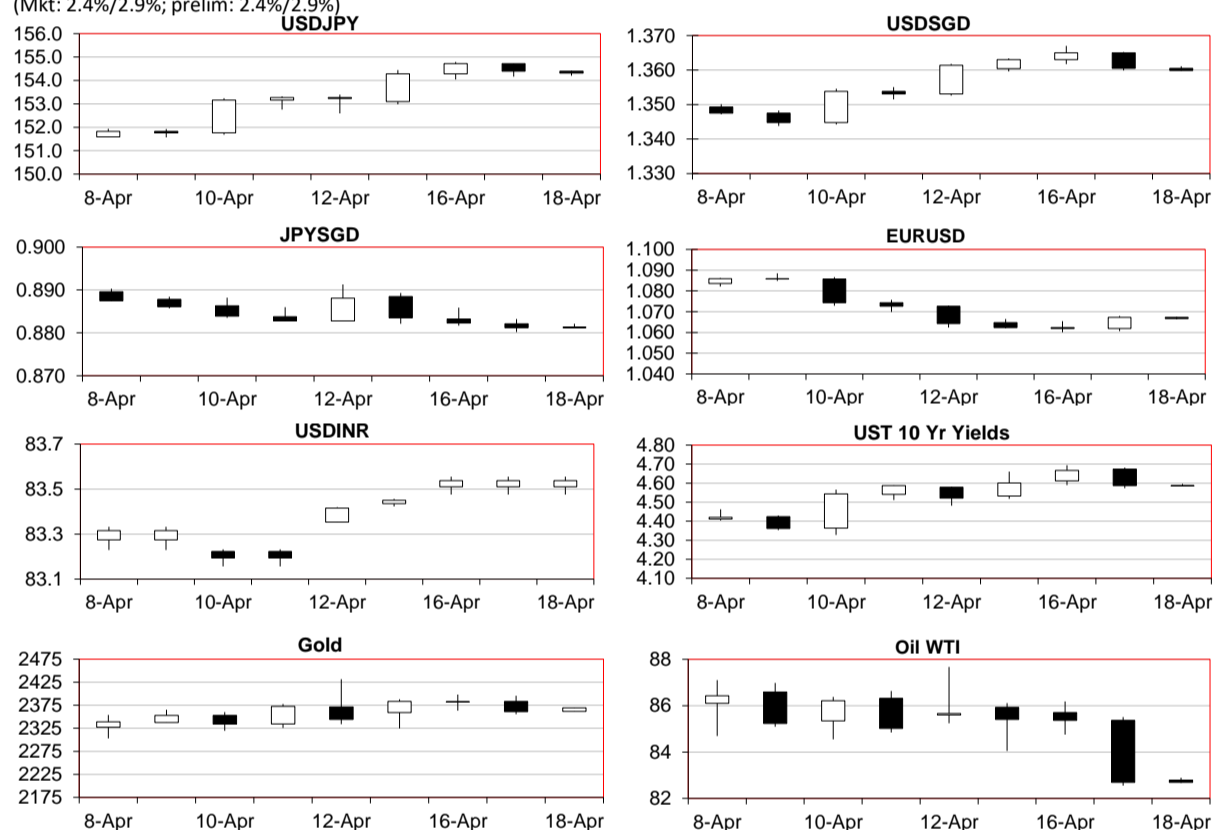 (Mkt: 2.4%/2.9%; prelim: 2.4%/2.9%)
USDJPY
156.0
155.0
154.0
153.0
152.0
151.0
150.0
8-Apr 10-Apr 12-Apr 16-Apr 18-Apr
USDSGD
1.370
1.360
1.350
1.340
1.330
8-Apr 10-Apr 12-Apr 16-Apr 18-Apr
JPYSGD
0.900
0.890
0.880
0.870
8-Apr 10-Apr 12-Apr 16-Apr 18-Apr
EURUSD
1.100
1.090
1.080
1.070
1.060
1.050
1.040
8-Apr 10-Apr 12-Apr 16-Apr 18-Apr
USDINR
83.7
83.5
83.3
83.1
8-Apr 10-Apr 12-Apr 16-Apr 18-Apr
UST 10 Yr Yields
4.80
4.70
4.60
4.50
4.40
4.30
4.20
4.10
8-Apr 10-Apr 12-Apr 16-Apr 18-Apr
Gold
2475
2425
2375
2325
2275
2225
2175
8-Apr 10-Apr 12-Apr 16-Apr 18-Apr
Oil WTI
88
86
84
82
8-Apr 10-Apr 12-Apr 16-Apr 18-Apr